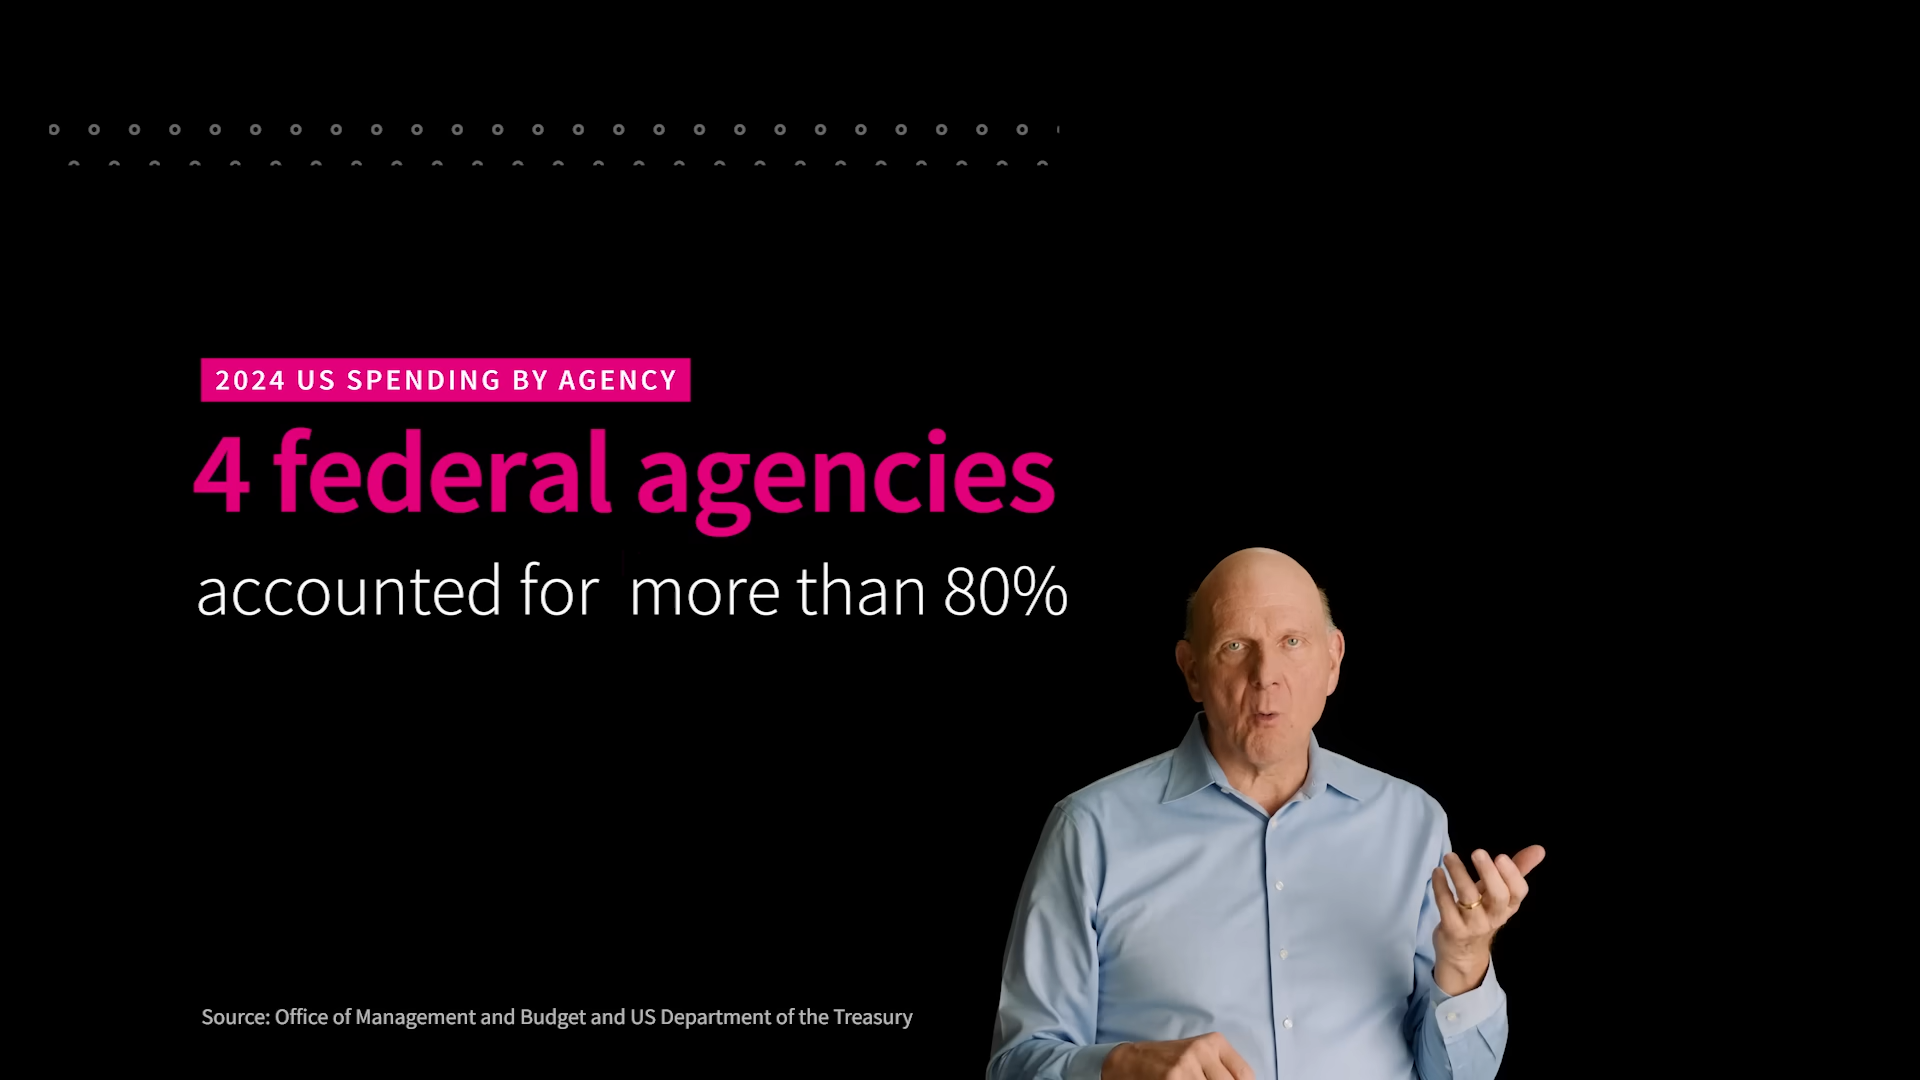 2024 US SPENDING BY AGENCY
4 federal agencies
accounted for more than 80%
Source: Office of Management and Budget and US Department of the Treasury